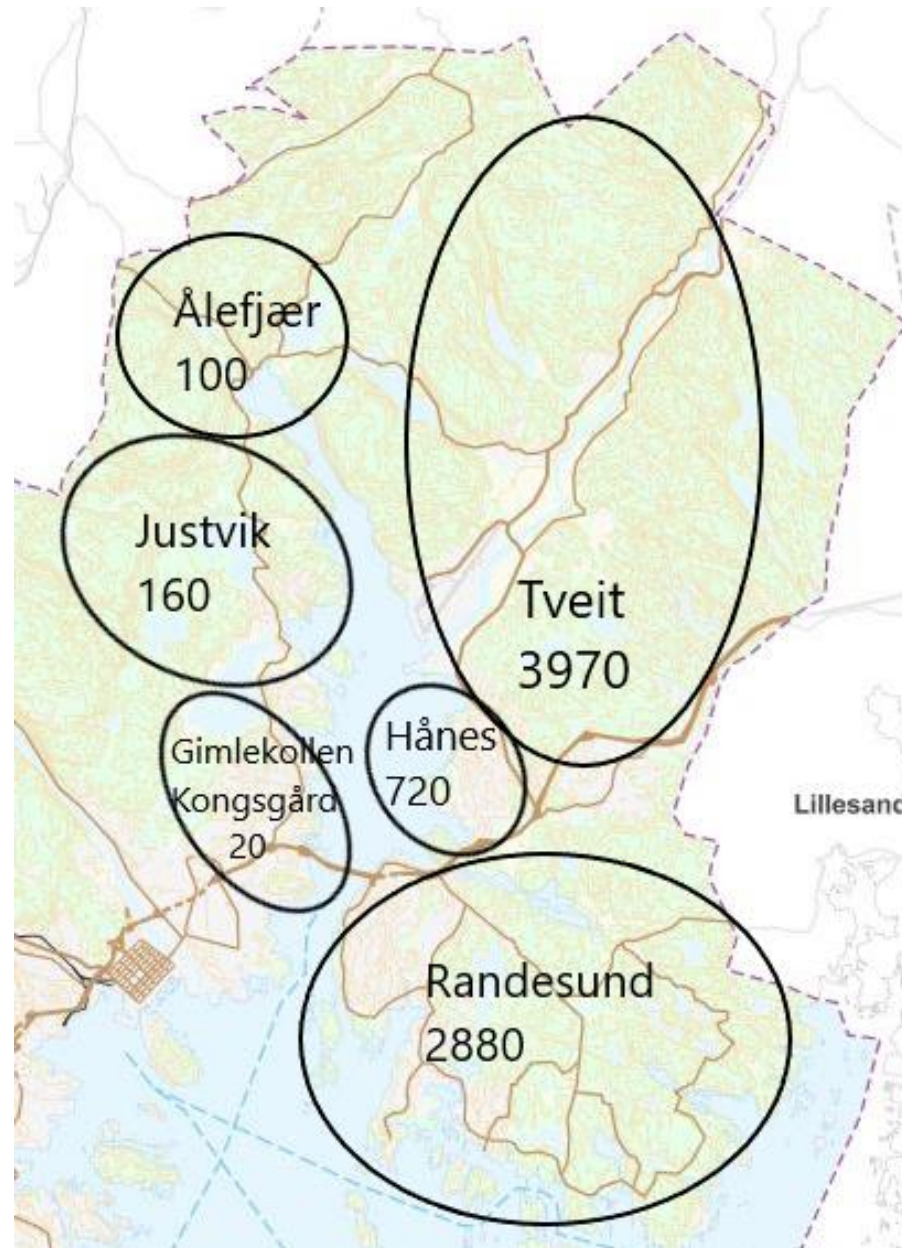 Ålefjær
100
Justvik
160
Tveit
3970
Gimlekollen
Kongsgård
20
Hånes
720
Lillesand
Randesund
2880